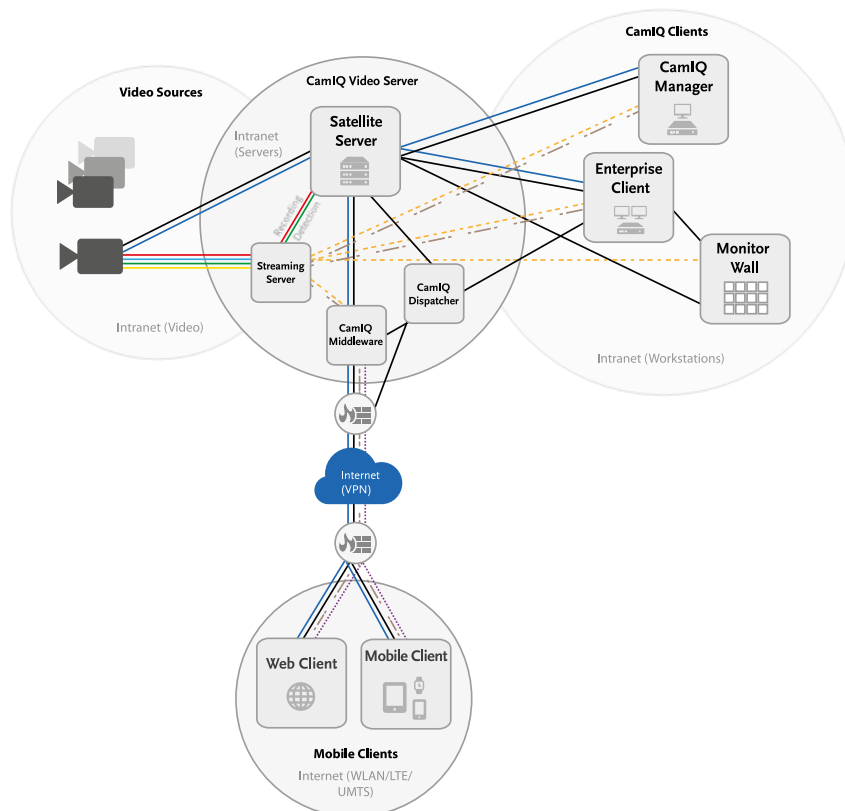 CamIQ Clients
CamIQ
Manager
CamIQ Video Server
Video Sources
Satellite
Server
Intranet
(Servers)
Enterprise
Client
Recording
Detection
Monitor
Wall
Streaming
Server
CamIQ
Dispatcher
Intranet (Video)
CamIQ
Middleware
Intranet (Workstations)
Internet
(VPN)
Web Client
Mobile Client
Mobile Clients
Internet (WLAN/LTE/
UMTS)